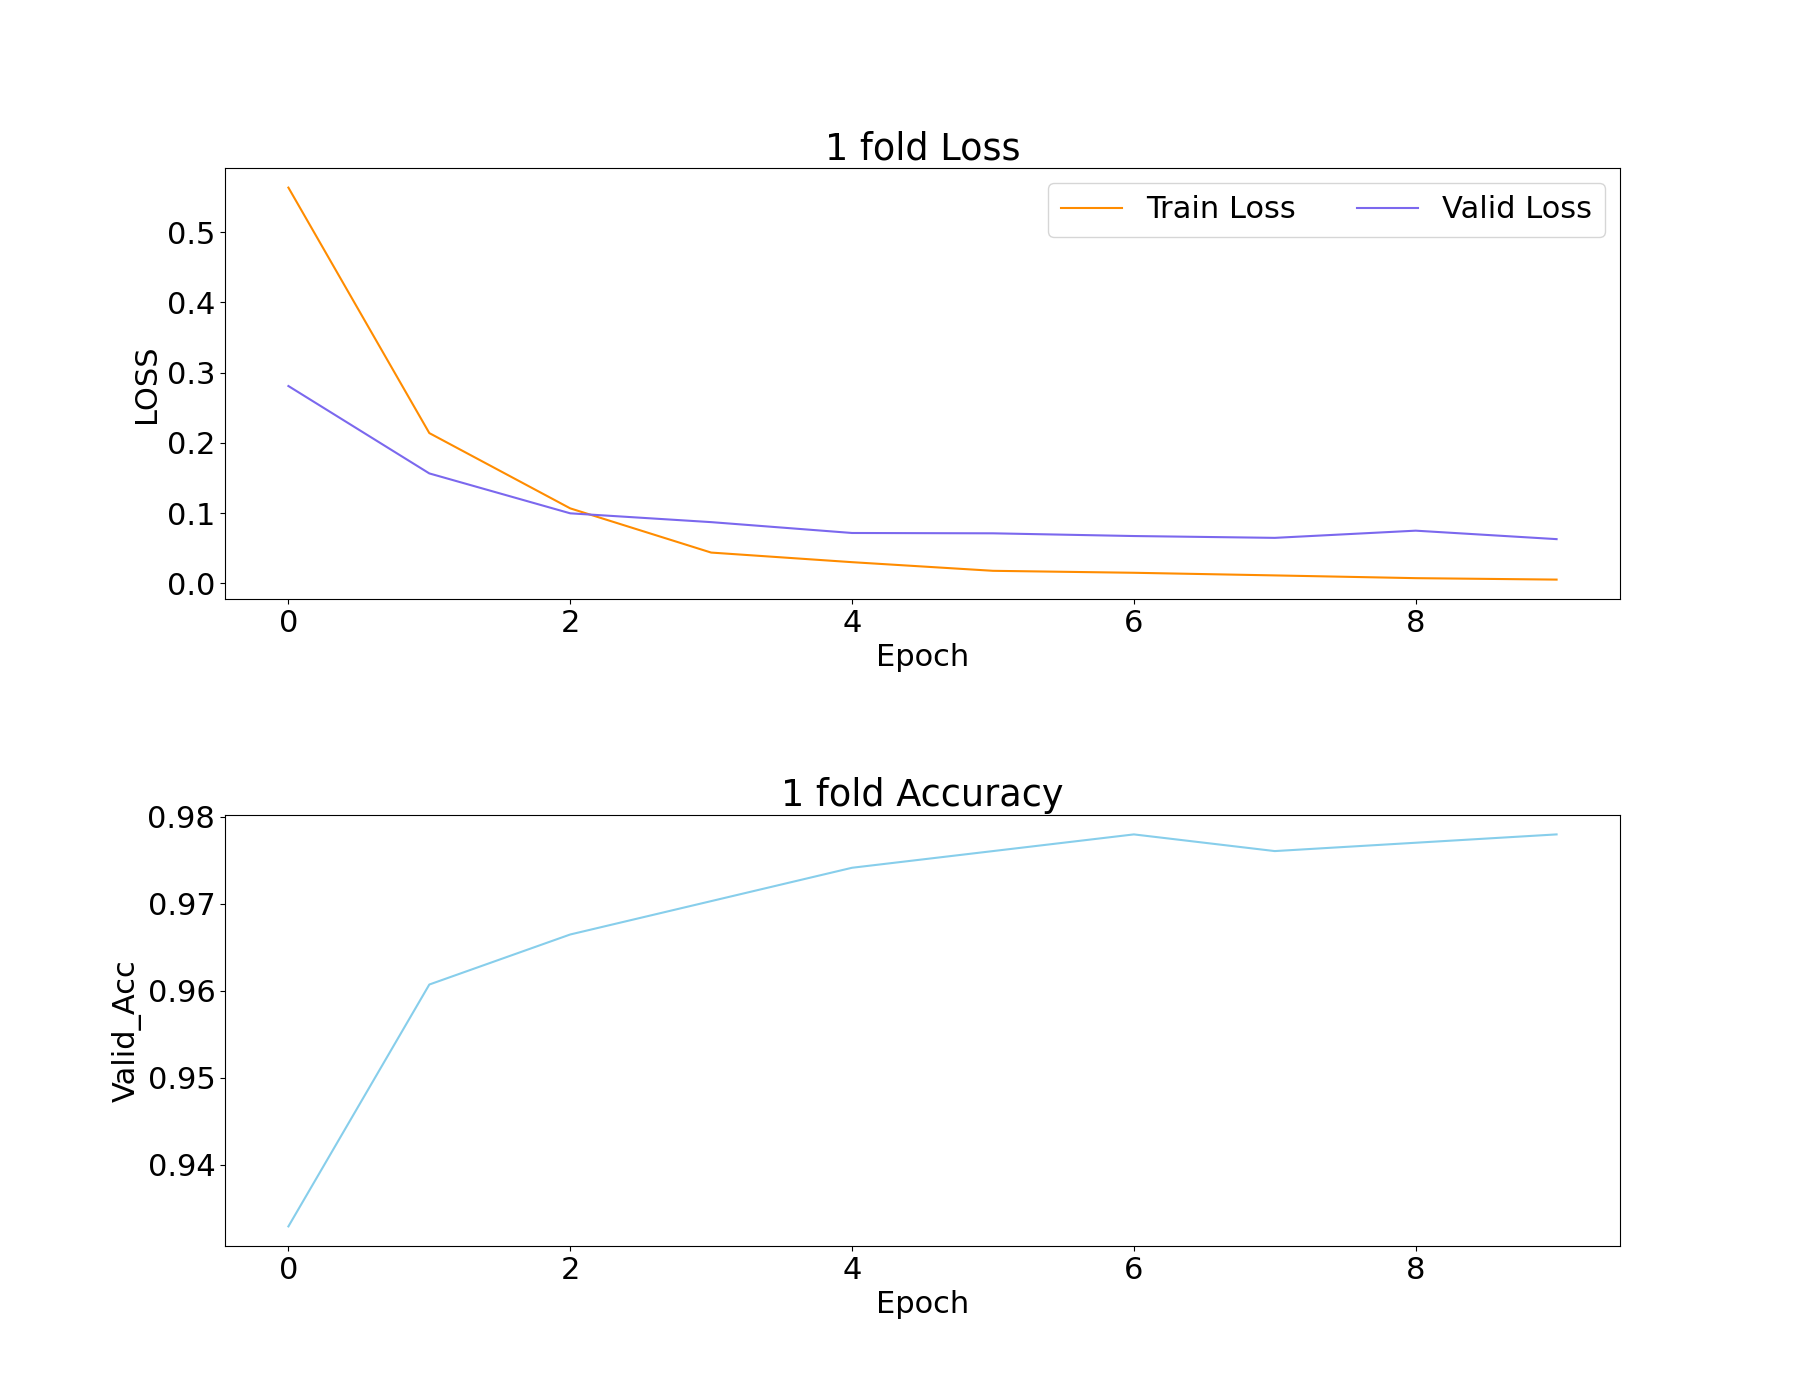 1 fold Loss
Train Loss
Valid Loss
0.5
0.4
0.3
0.2
0.1
0.0
LOSS
0 2 4 6 8
Epoch
1 fold Accuracy
0.98
0.97
0.96
0.95
0.94
Valid_Acc
0 2 4 6 8
Epoch